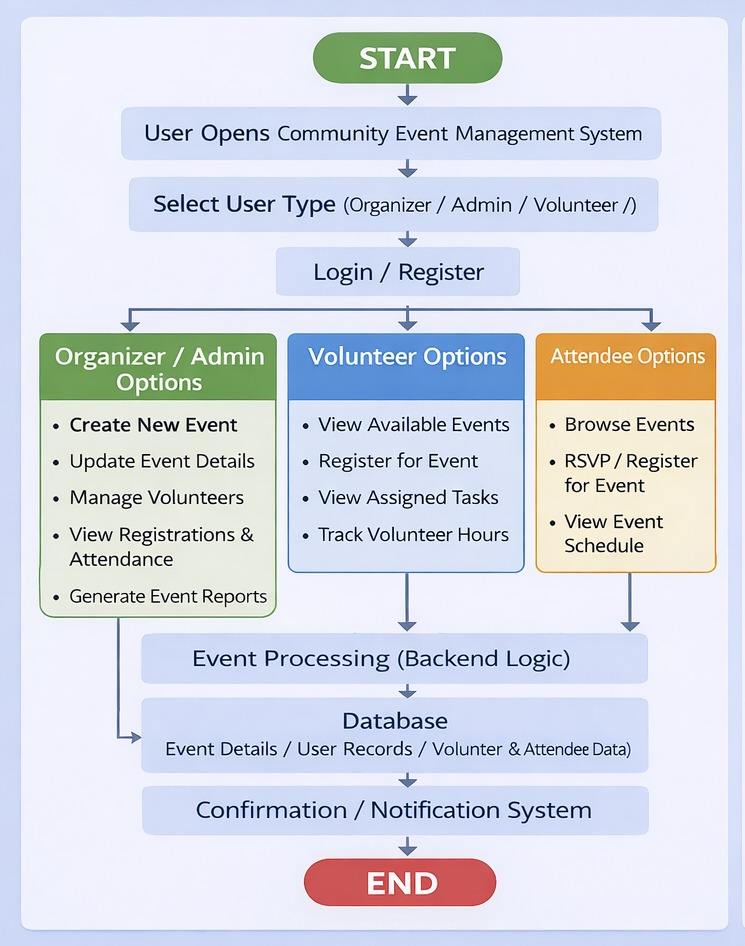 START
User Opens Community Event Management System
Select User Type (Organizer / Admin / Volunteer /)
Login / Register
Organizer / Admin
Options
• Create New Event
• Update Event Details
• Manage Volunteers
• View Registrations &
Attendance
• Generate Event Reports
Volunteer Options
• View Available Events
• Register for Event
• View Assigned Tasks
• Track Volunteer Hours
Attendee Options
• Browse Events
• RSVP / Register
for Event
• View Event
Schedule
Event Processing (Backend Logic)
Database
Event Details / User Records / Volunter & Attendee Data)
Confirmation / Notification System
END